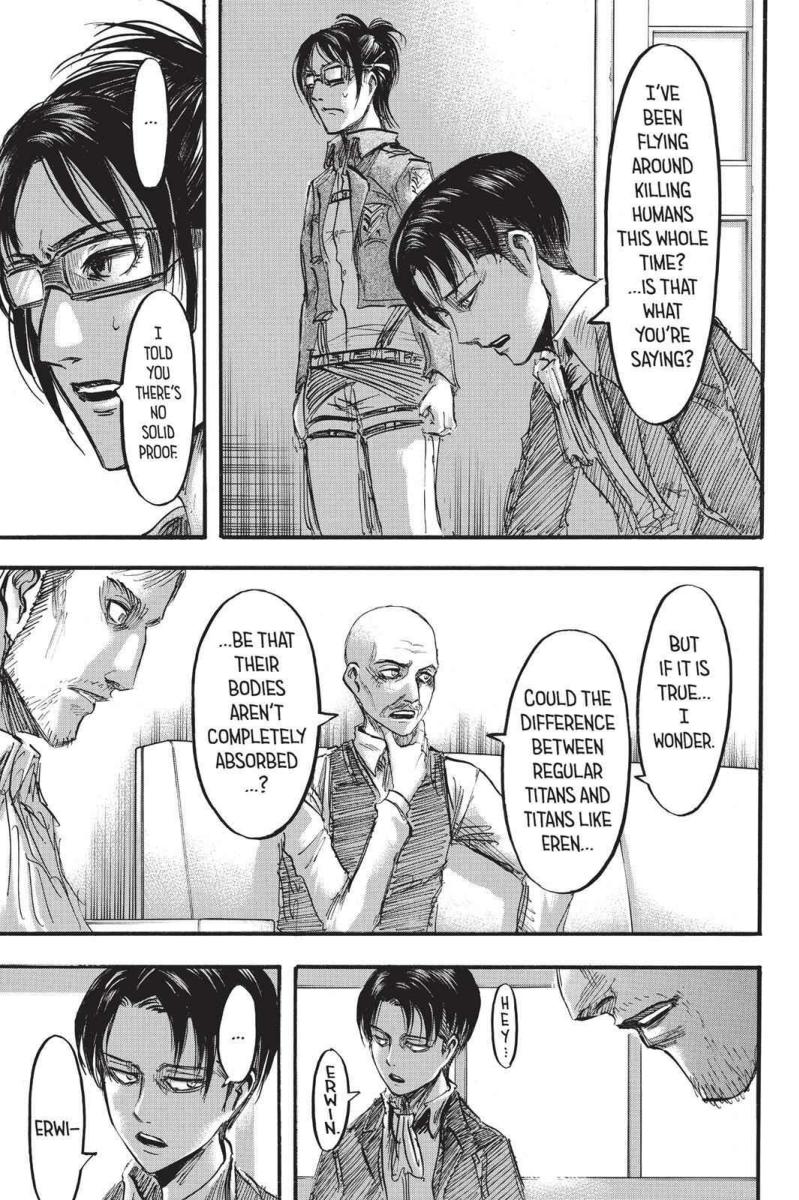 I'VE
BEEN
FLYING
AROUND
KILLING
HUMANS
THIS WHOLE
TIME?
...IS THAT
WHAT
YOU'RE
SAYING?
...
I
TOLD
YOU
THERE'S
NO
SOLID
PROOF.
BUT
IF IT IS
TRUE...
I
WONDER.
COULD THE
DIFFERENCE
BETWEEN
REGULAR
TITANS AND
TITANS LIKE
EREN...
...BE THAT
THEIR
BODIES
AREN'T
COMPLETELY
ABSORBED
...?
HEY...
ERWIN.
...
ERWI-